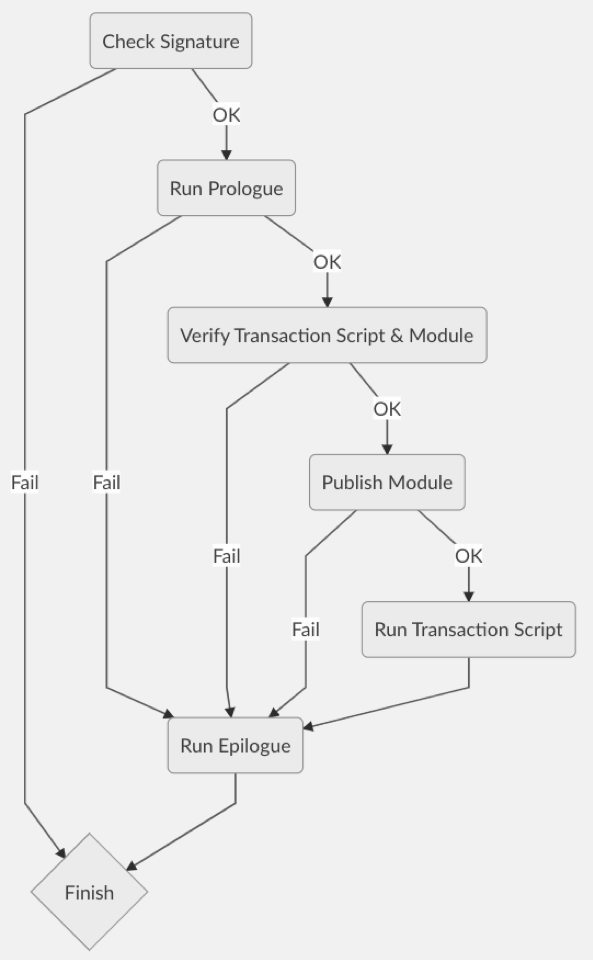 Check Signature
OK
Run Prologue
OK
Verify Transaction Script & Module
OK
Fail
Fail
Publish Module
Fail
OK
Fail
Run Transaction Script
Run Epilogue
Finish